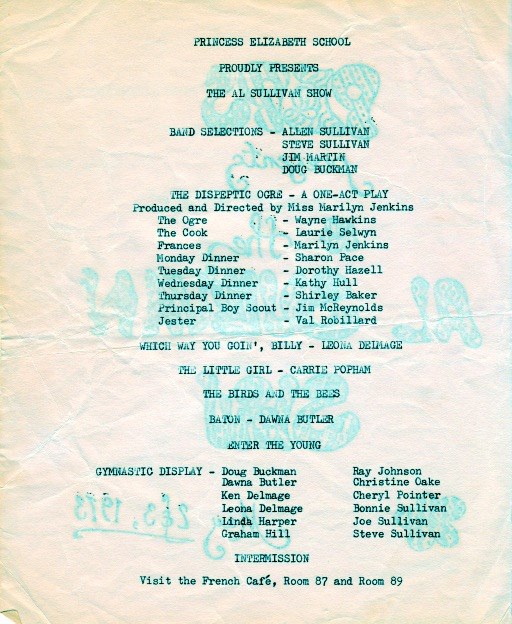 PRINCESS ELIZABETH SCHOOL
PROUDLY PRESENTS
THE AL SULLIVAN SHOW
BAND SELECTIONS - ALLEN SULLIVAN
STEVE SULLIVAN
JIM MARTIN
DOUG BUCKMAN
THE DISPEPTIC OGRE - A ONE-ACT PLAY
Produced and Directed by Miss Marilyn Jenkins
The Ogre - Wayne Hawkins
The Cook - Laurie Selwyn
Frances - Marilyn Jenkins
Monday Dinner - Sharon Pace
Tuesday Dinner - Dorothy Hazell
Wednesday Dinner - Kathy Hull
Thursday Dinner - Shirley Baker
Principal Boy Scout - Jim McReynolds
Jester - Val Robillard
WHICH WAY YOU GOIN', BILLY - LEONA DELMAGE
THE LITTLE GIRL - CARRIE POPHAM
THE BIRDS AND THE BEES
BATON - DAWNA BUTLER
ENTER THE YOUNG
GYMNASTIC DISPLAY - Doug Buckman Ray Johnson
Dawna Butler Christine Oake
Ken Delmage Cheryl Pointer
Leona Delmage Bonnie Sullivan
Linda Harper Joe Sullivan
Graham Hill Steve Sullivan
INTERMISSION
Visit the French Café, Room 87 and Room 89